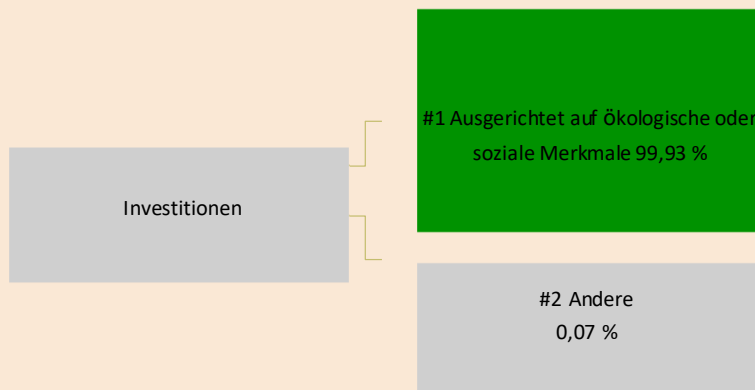 #1 Ausgerichtet auf ökologische oder
soziale Merkmale 99,93 %
Investitionen
#2 Andere
0,07 %